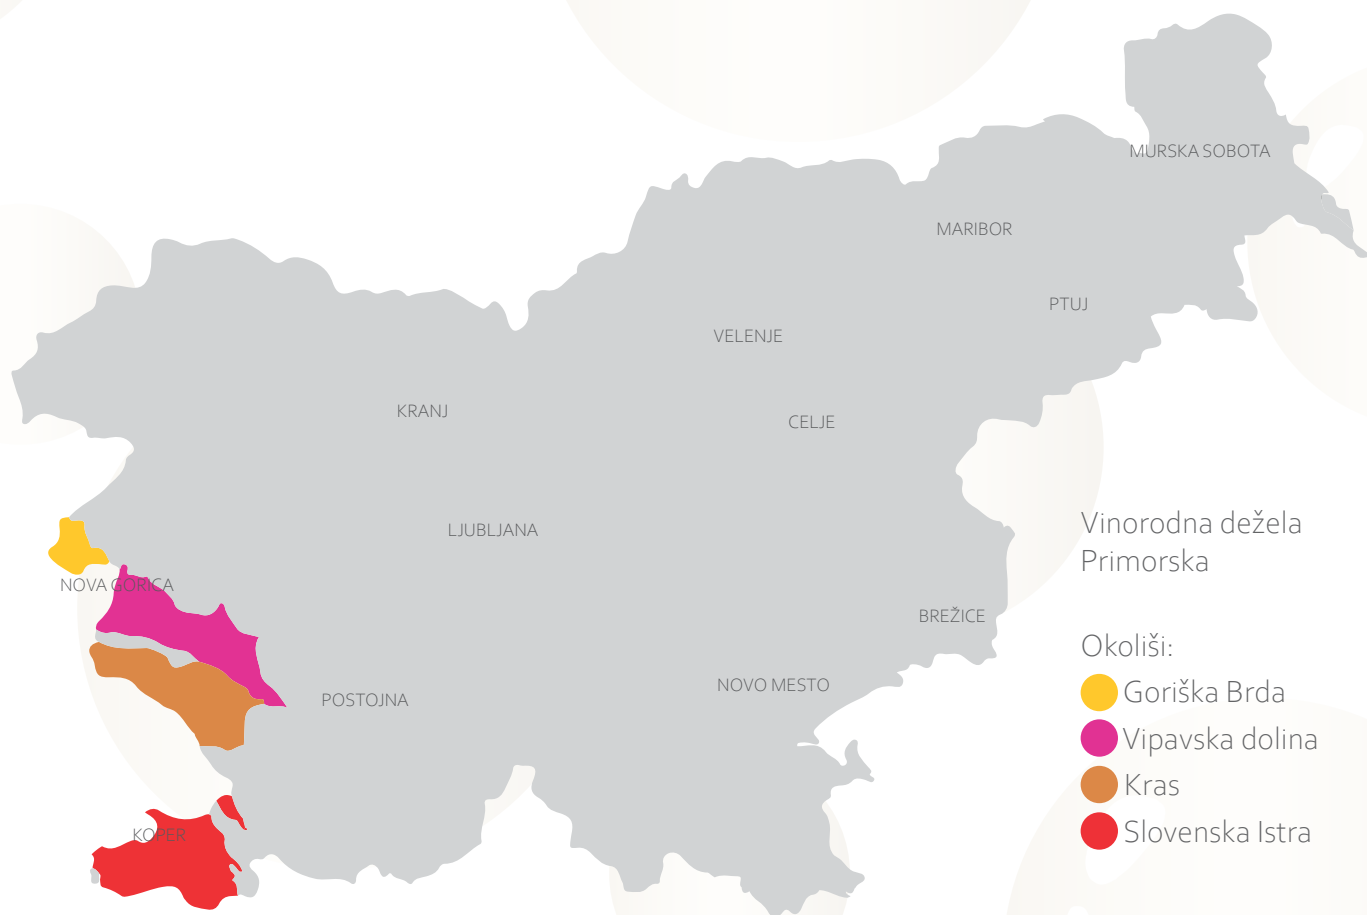 MURSKA SOBOTA
MARIBOR
PTUJ
VELENJE
KRANJ
CELJE
LJUBLJANA
NOVA GORICA
BREŽICE
POSTOJNA
NOVO MESTO
KOPER
Vinorodna dežela
Primorska
Okoliši:
Goriška Brda
Vipavska dolina
Kras
Slovenska Istra